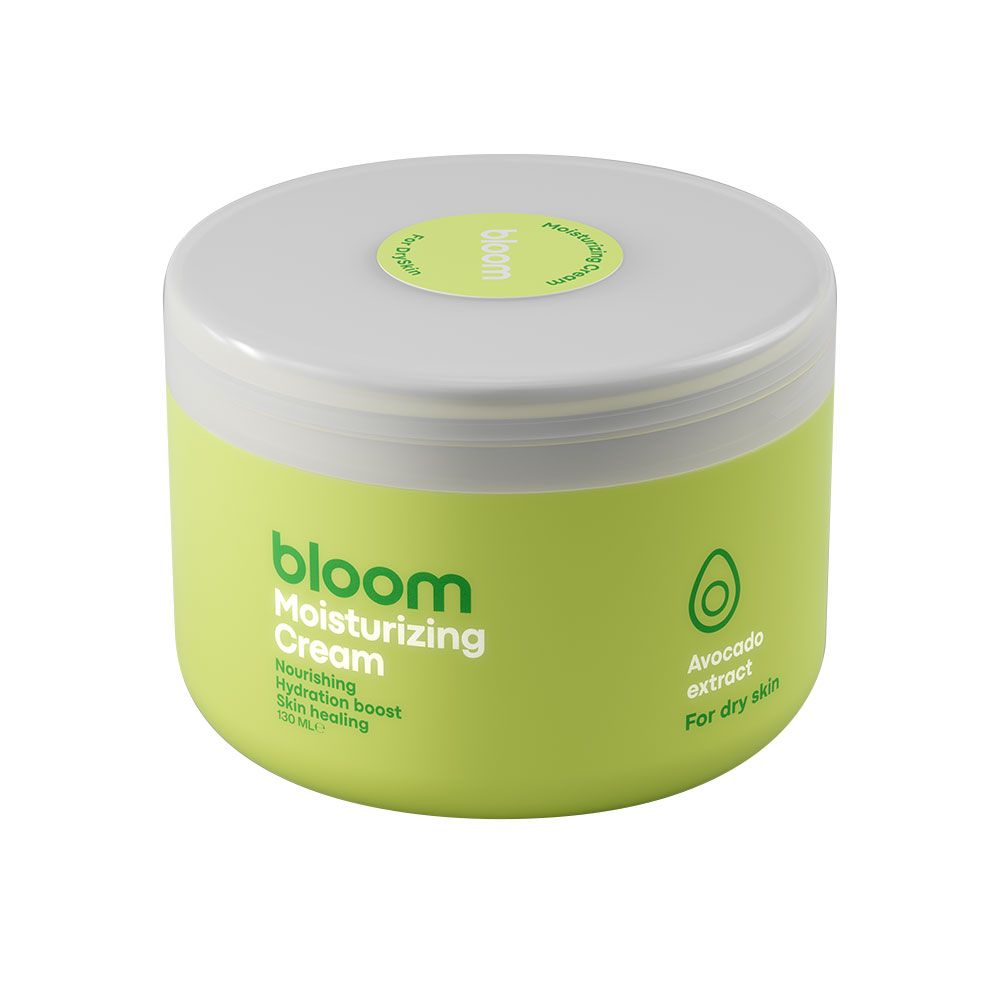 Moisturizing Cream
bloom
For Dry Skin
bloom
Moisturizing
Cream
Nourishing
Hydration boost
Skin healing
130 ML℮
Avocado
extract
For dry skin